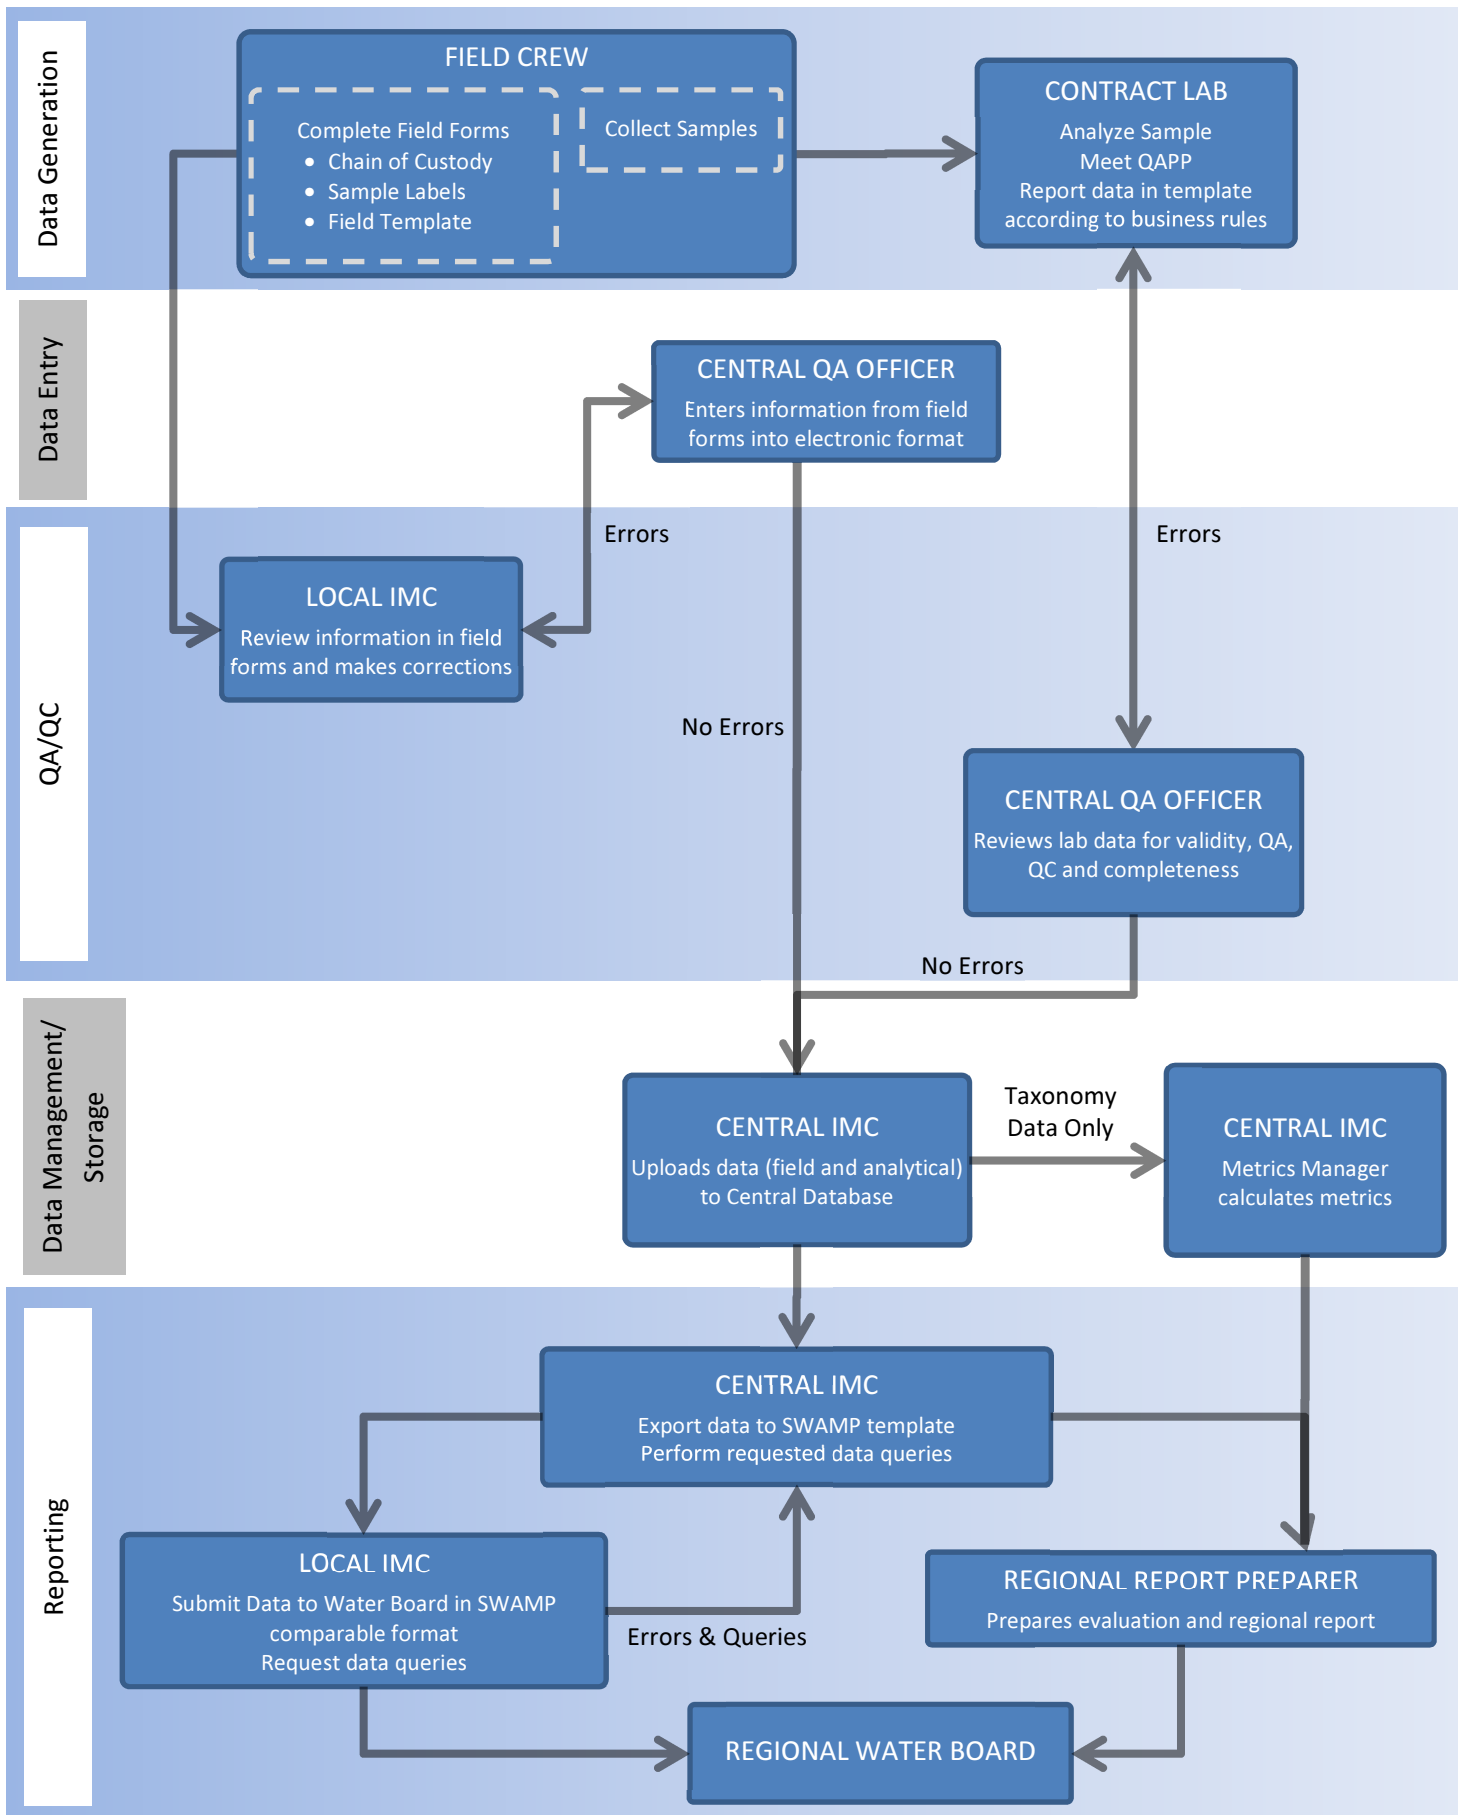 Data Generation
FIELD CREW
Complete Field Forms
• Chain of Custody
• Sample Labels
• Field Template
Collect Samples
CONTRACT LAB
Analyze Sample
Meet QAPP
Report data in template
according to business rules
Data Entry
CENTRAL QA OFFICER
Enters information from field
forms into electronic format
Errors
Errors
QA/QC
LOCAL IMC
Review information in field
forms and makes corrections
No Errors
CENTRAL QA OFFICER
Reviews lab data for validity, QA,
QC and completeness
No Errors
Data Management/
Storage
CENTRAL IMC
Uploads data (field and analytical)
to Central Database
Taxonomy
Data Only
CENTRAL IMC
Metrics Manager
calculates metrics
Reporting
CENTRAL IMC
Export data to SWAMP template
Perform requested data queries
LOCAL IMC
Submit Data to Water Board in SWAMP
comparable format
Request data queries
Errors & Queries
REGIONAL REPORT PREPARER
Prepares evaluation and regional report
REGIONAL WATER BOARD